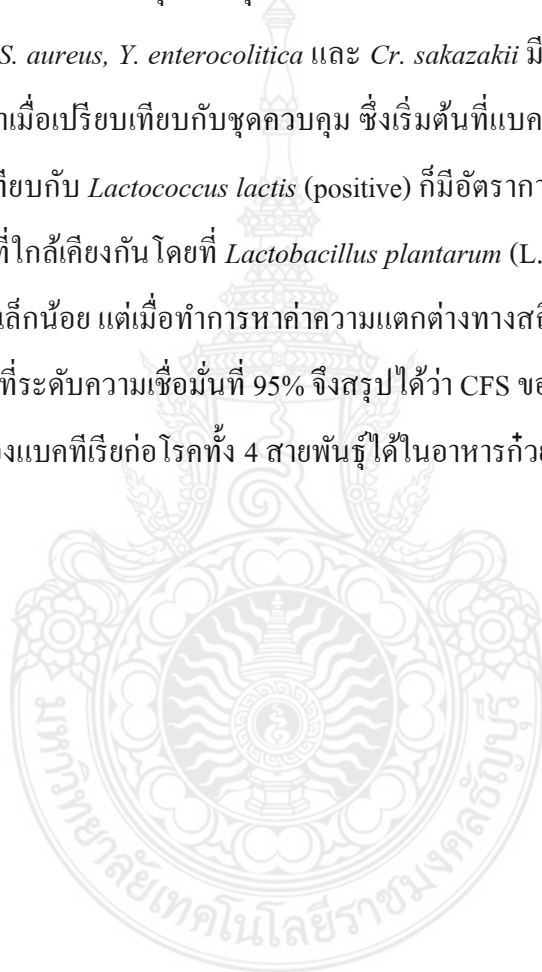 S. aureus, Y. enterocolitica และ Cr. sakazakii มี
าเมื่อเปรียบเทียบกับชุดควบคุม ซึ่งเริ่มต้นที่แบค
ทียบกับ Lactococcus lactis (positive) ก็มีอัตรากา
ที่ใกล้เคียงกันโดยที่ Lactobacillus plantarum (L.
เล็กน้อย แต่เมื่อทำการหาค่าความแตกต่างทางสถิ
ที่ระดับความเชื่อมั่นที่ 95% จึงสรุปได้ว่า CFS ขอ
องแบคทีเรียก่อโรคทั้ง 4 สายพันธุ์ได้ในอาหารก๋วย
มหาวิทยาลัยเทคโนโลยีราชมงคลธัญบุรี